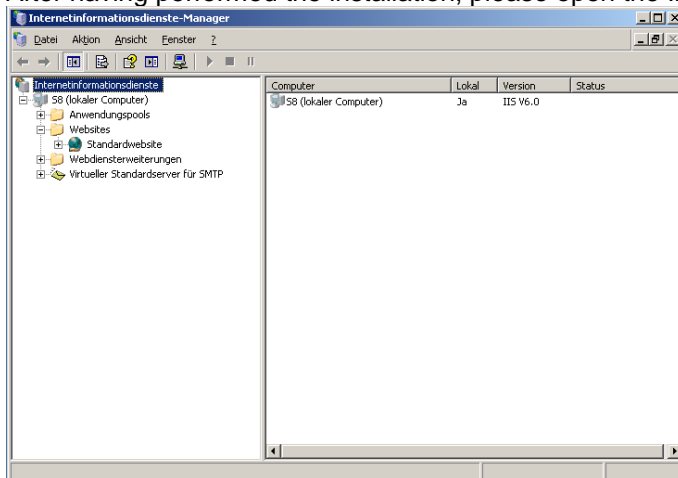 After having performed the installation, please open the
Internetinformationsdienste-Manager
Datei Aktion Ansicht Fenster ?
Internetinformationsdienste
S8 (lokaler Computer)
Anwendungspools
Websites
Standardwebsite
Webdiensterweiterungen
Virtueller Standardserver für SMTP
Computer Lokal Version Status
S8 (lokaler Computer) Ja IIS V6.0